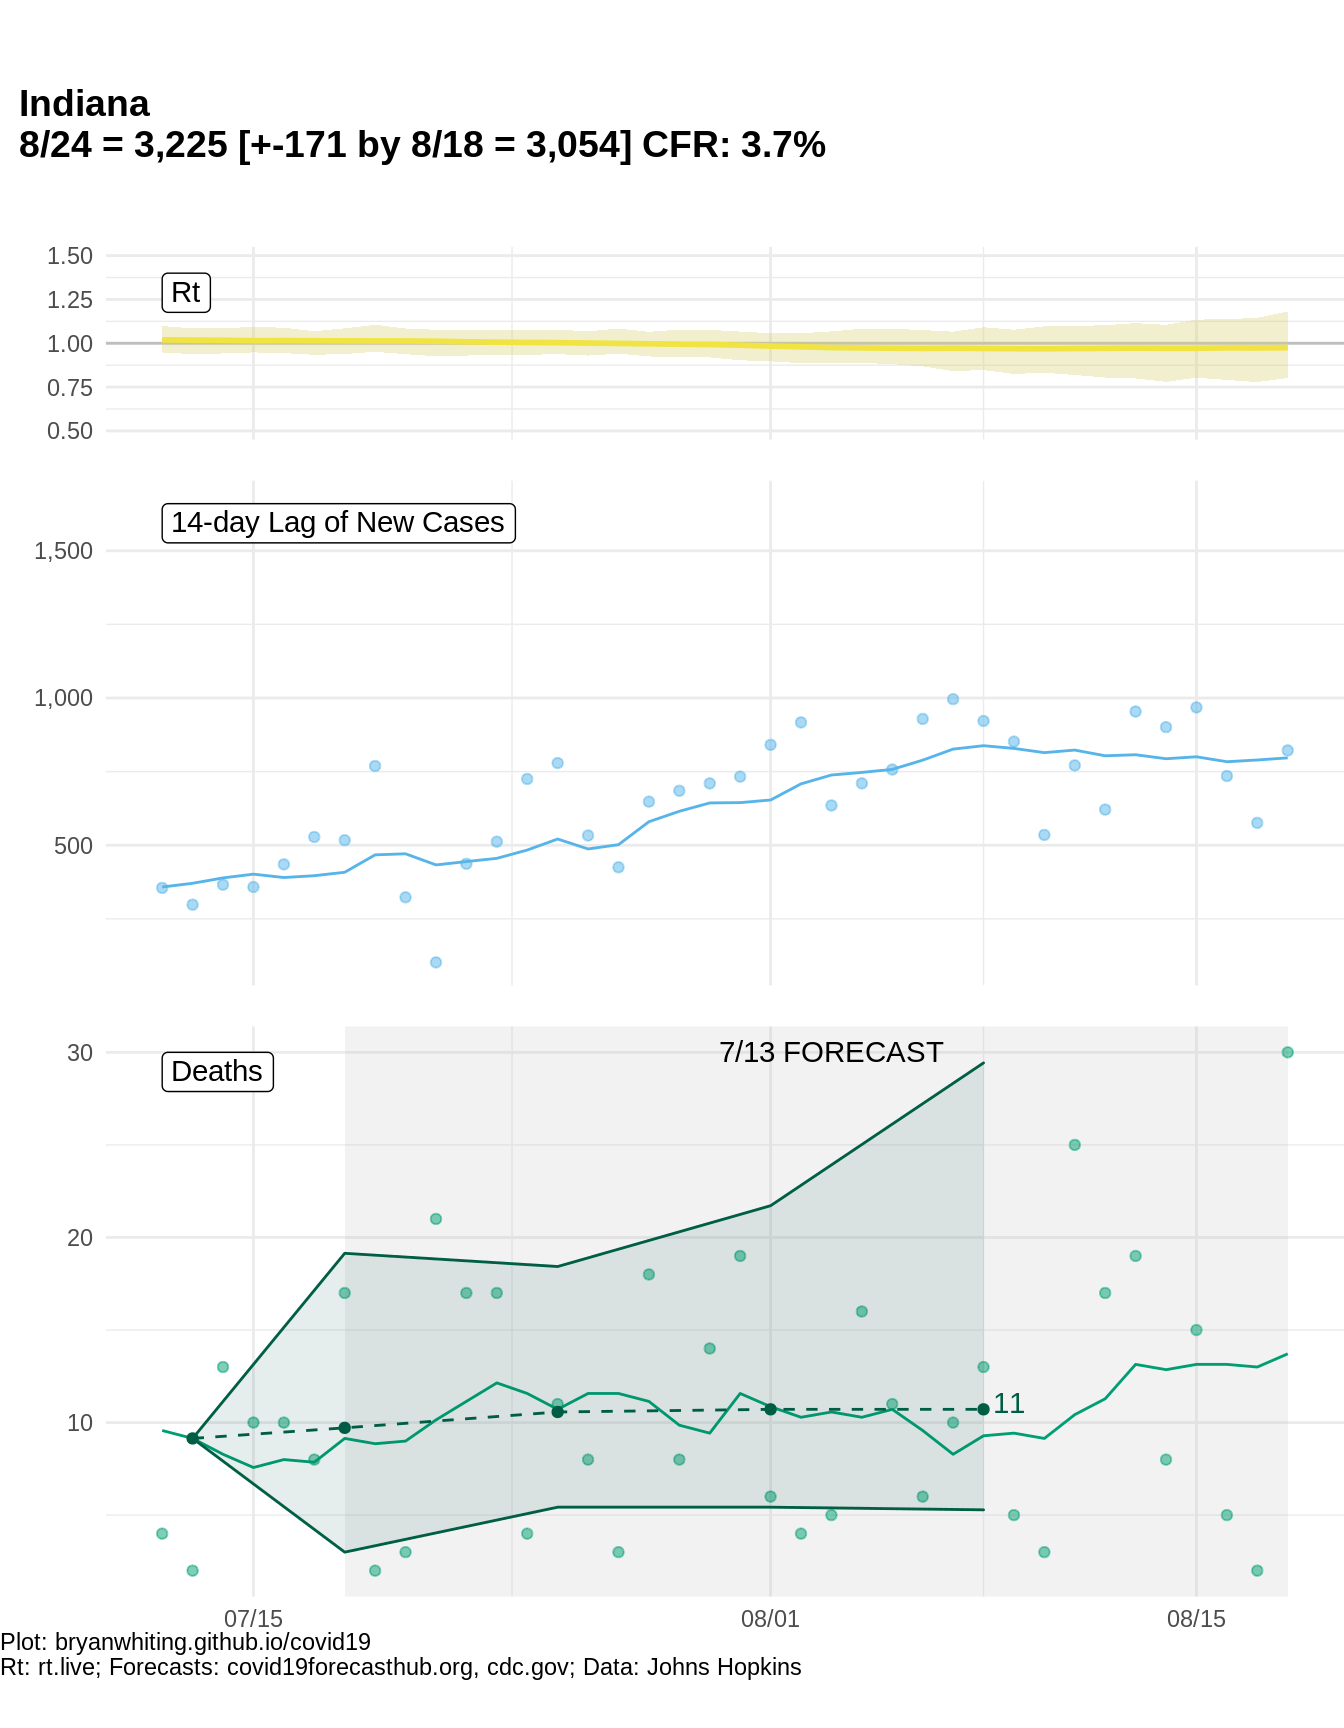 Indiana
8/24 = 3,225 [+-171 by 8/18 = 3,054] CFR: 3.7%
1.50
Rt
1.25
1.00
0.75
0.50
14-day Lag of New Cases
1,500
1,000
500
30
7/13 FORECAST
Deaths
20
11
10
07/15 08/01 08/15
Plot: bryanwhiting.github.io/covid19
Rt: rt.live; Forecasts: covid19forecasthub.org, cdc.gov; Data: Johns Hopkins